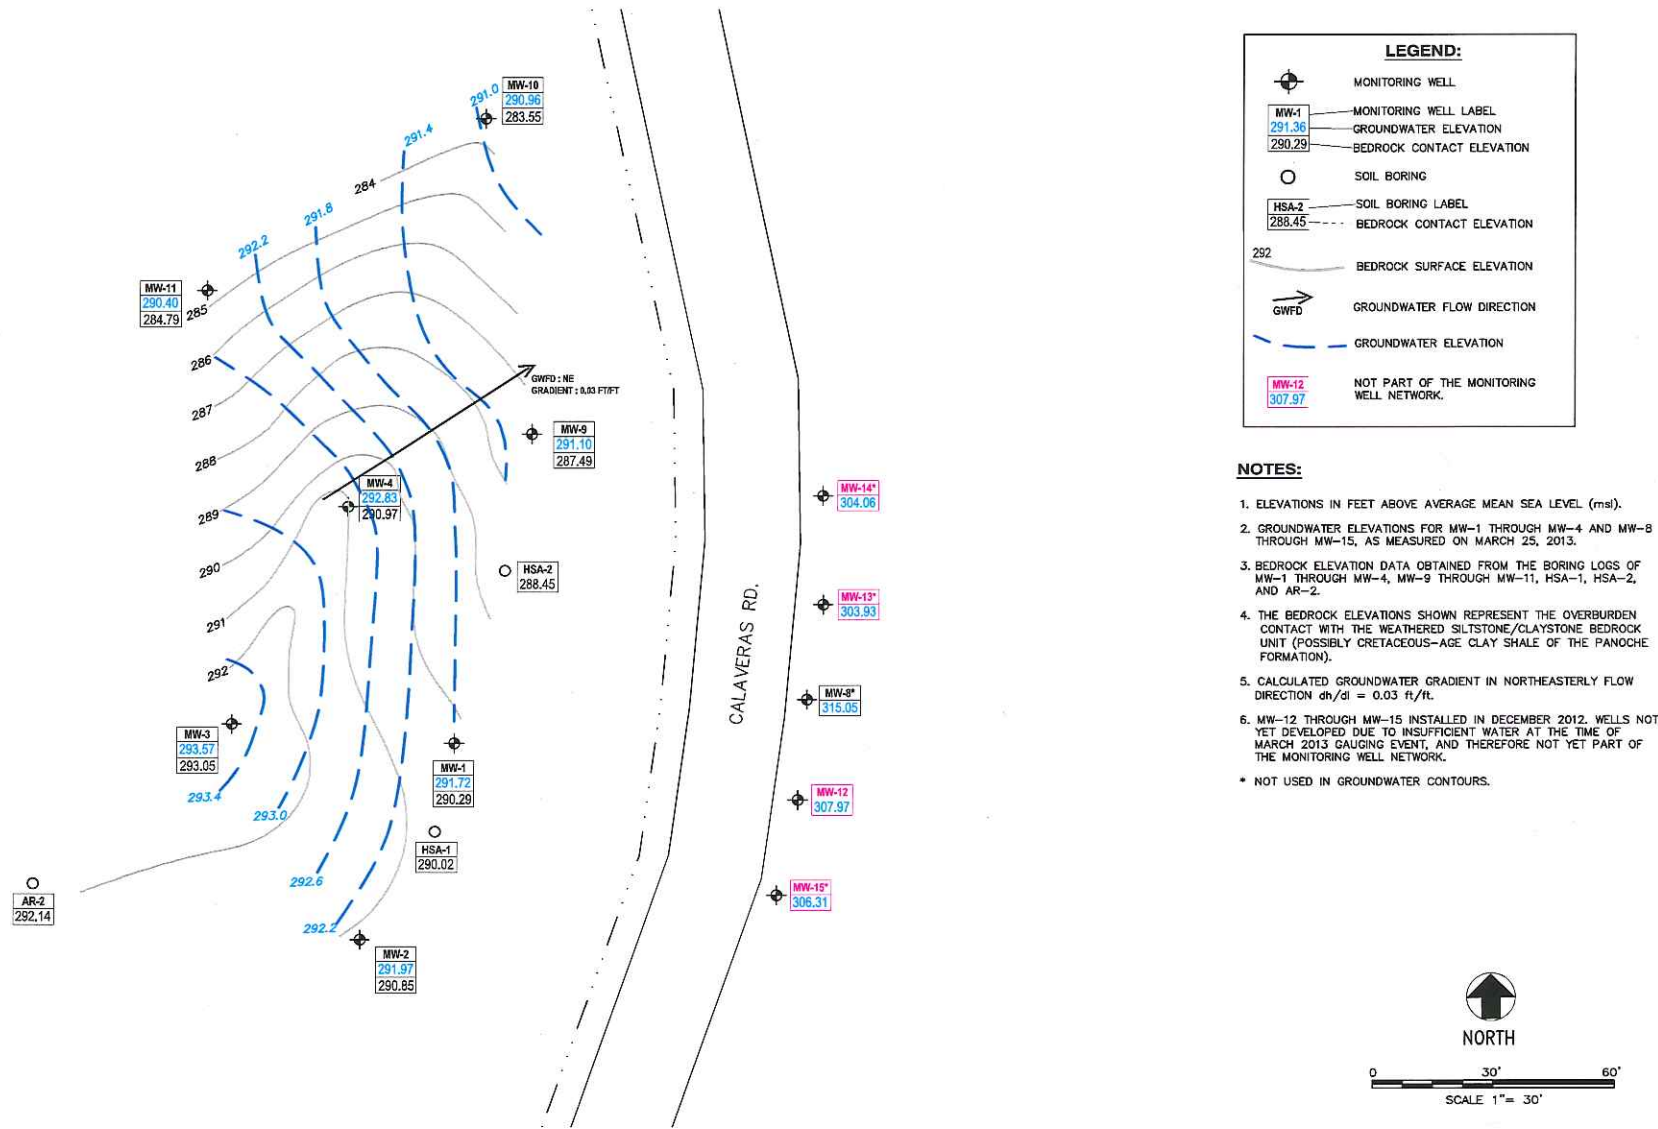 291.0
MW-10
290.96
283.55
291.4
284
291.8
292.2
MW-11
290.40
284.79
285
286
287
288
289
290
291
292
GWFD : NE
GRADIENT : 0.03 FT/FT
MW-9
291.10
287.49
MW-4
292.83
290.97
HSA-2
288.45
MW-3
293.57
293.05
293.4
293.0
MW-1
291.72
290.29
HSA-1
290.02
292.6
292.2
AR-2
292.14
MW-2
291.97
290.85
CALAVERAS RD.
MW-14*
304.06
MW-13*
303.93
MW-8*
315.05
MW-12
307.97
MW-15*
306.31
LEGEND:
MONITORING WELL
MW-1
291.36
290.29
MONITORING WELL LABEL
GROUNDWATER ELEVATION
BEDROCK CONTACT ELEVATION
SOIL BORING
HSA-2
288.45
SOIL BORING LABEL
BEDROCK CONTACT ELEVATION
292
BEDROCK SURFACE ELEVATION
GWFD
GROUNDWATER FLOW DIRECTION
GROUNDWATER ELEVATION
MW-12
307.97
NOT PART OF THE MONITORING
WELL NETWORK.
NOTES:
1. ELEVATIONS IN FEET ABOVE AVERAGE MEAN SEA LEVEL (msl).
2. GROUNDWATER ELEVATIONS FOR MW-1 THROUGH MW-4 AND MW-8
THROUGH MW-15, AS MEASURED ON MARCH 25, 2013.
3. BEDROCK ELEVATION DATA OBTAINED FROM THE BORING LOGS OF
MW-1 THROUGH MW-4, MW-9 THROUGH MW-11, HSA-1, HSA-2,
AND AR-2.
4. THE BEDROCK ELEVATIONS SHOWN REPRESENT THE OVERBURDEN
CONTACT WITH THE WEATHERED SILTSTONE/CLAYSTONE BEDROCK
UNIT (POSSIBLY CRETACEOUS-AGE CLAY SHALE OF THE PANOCHE
FORMATION).
5. CALCULATED GROUNDWATER GRADIENT IN NORTHEASTERLY FLOW
DIRECTION dh/dl = 0.03 ft/ft.
6. MW-12 THROUGH MW-15 INSTALLED IN DECEMBER 2012. WELLS NOT
YET DEVELOPED DUE TO INSUFFICIENT WATER AT THE TIME OF
MARCH 2013 GAUGING EVENT, AND THEREFORE NOT YET PART OF
THE MONITORING WELL NETWORK.
* NOT USED IN GROUNDWATER CONTOURS.
NORTH
0 30' 60'
SCALE 1"= 30'